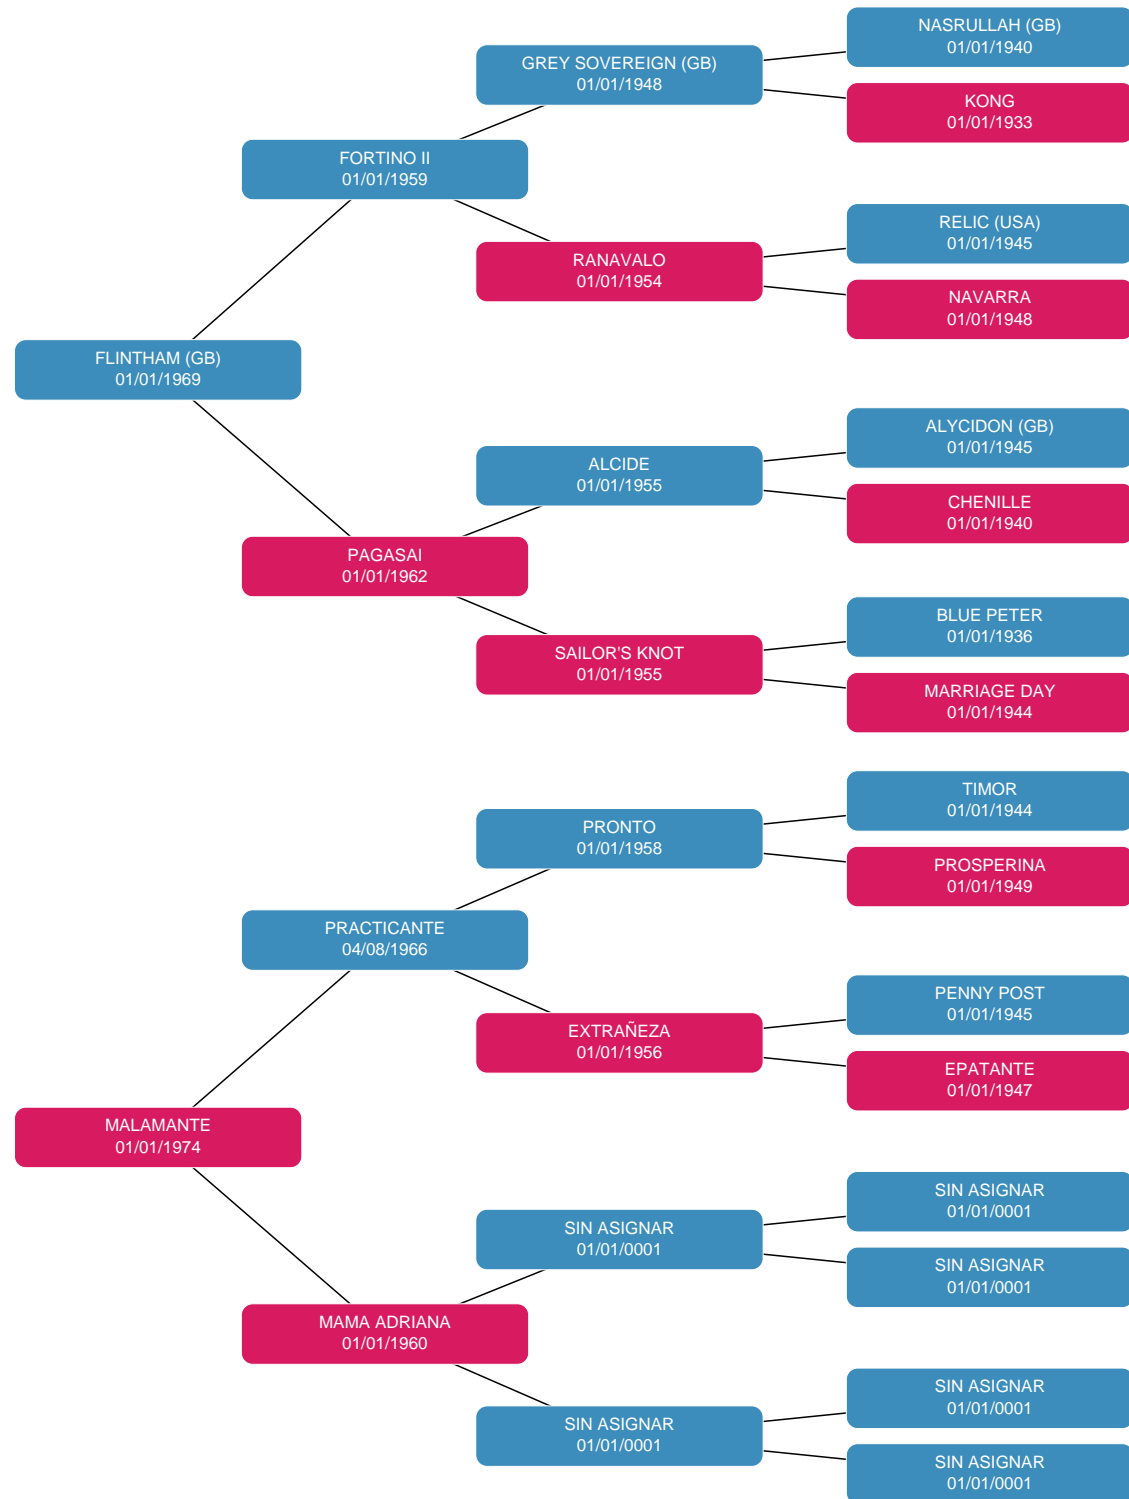 NASRULLAH (GB)
01/01/1940
GREY SOVEREIGN (GB)
01/01/1948
KONG
01/01/1933
FORTINO II
01/01/1959
RELIC (USA)
01/01/1945
RANAVALO
01/01/1954
NAVARRA
01/01/1948
FLINTHAM (GB)
01/01/1969
ALYCIDON (GB)
01/01/1945
ALCIDE
01/01/1955
CHENILLE
01/01/1940
PAGASAI
01/01/1962
BLUE PETER
01/01/1936
SAILOR'S KNOT
01/01/1955
MARRIAGE DAY
01/01/1944
TIMOR
01/01/1944
PRONTO
01/01/1958
PROSPERINA
01/01/1949
PRACTICANTE
04/08/1966
PENNY POST
01/01/1945
EXTRAÑEZA
01/01/1956
EPATANTE
01/01/1947
MALAMANTE
01/01/1974
SIN ASIGNAR
01/01/0001
SIN ASIGNAR
01/01/0001
SIN ASIGNAR
01/01/0001
MAMA ADRIANA
01/01/1960
SIN ASIGNAR
01/01/0001
SIN ASIGNAR
01/01/0001
SIN ASIGNAR
01/01/0001